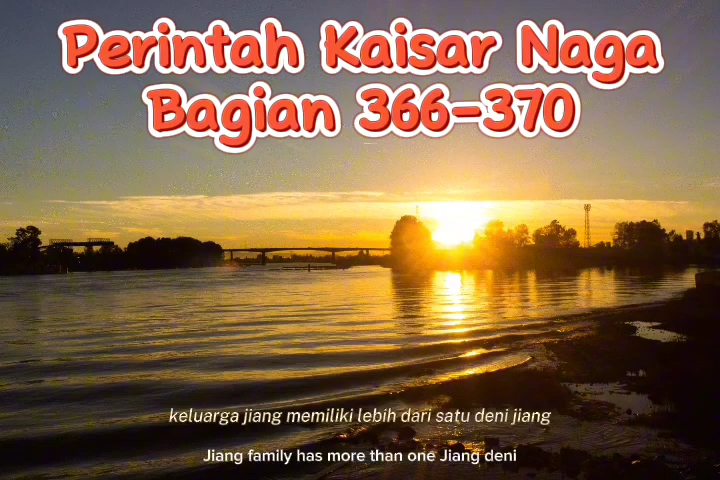 Perintah Kaisar Naga
Bagian 366-370
keluarga jiang memiliki lebih dari satu deni jiang
Jiang family has more than one Jiang deni